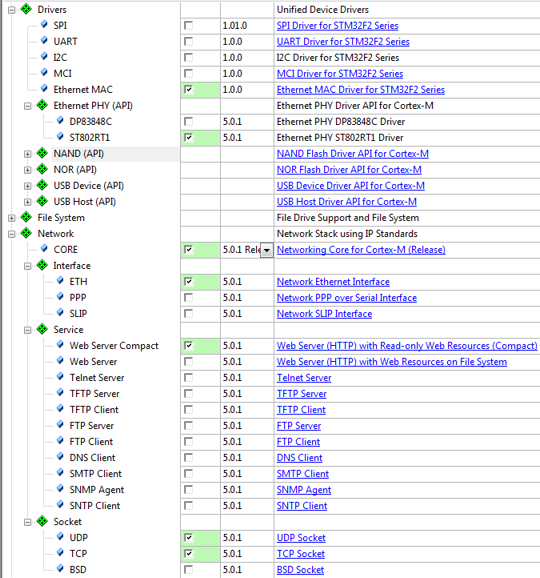 Drivers Unified Device Drivers
SPI 1.01.0 SPI Driver for STM32F2 Series
UART 1.0.0 UART Driver for STM32F2 Series
I2C 1.0.0 I2C Driver for STM32F2 Series
MCI 1.0.0 MCI Driver for STM32F2 Series
Ethernet MAC 1.0.0 Ethernet MAC Driver for STM32F2 Series
Ethernet PHY (API) Ethernet PHY Driver API for Cortex-M
DP83848C 5.0.1 Ethernet PHY DP83848C Driver
ST802RT1 5.0.1 Ethernet PHY ST802RT1 Driver
NAND (API) NAND Flash Driver API for Cortex-M
NOR (API) NOR Flash Driver API for Cortex-M
USB Device (API) USB Device Driver API for Cortex-M
USB Host (API) USB Host Driver API for Cortex-M
File System File Drive Support and File System
Network Network Stack using IP Standards
CORE 5.0.1 Rele Networking Core for Cortex-M (Release)
Interface
ETH 5.0.1 Network Ethernet Interface
PPP 5.0.1 Network PPP over Serial Interface
SLIP 5.0.1 Network SLIP Interface
Service
Web Server Compact 5.0.1 Web Server (HTTP) with Read-only Web Resources (Compact)
Web Server 5.0.1 Web Server (HTTP) with Web Resources on File System
Telnet Server 5.0.1 Telnet Server
TFTP Server 5.0.1 TFTP Server
TFTP Client 5.0.1 TFTP Client
FTP Server 5.0.1 FTP Server
FTP Client 5.0.1 FTP Client
DNS Client 5.0.1 DNS Client
SMTP Client 5.0.1 SMTP Client
SNMP Agent 5.0.1 SNMP Agent
SNTP Client 5.0.1 SNTP Client
Socket
UDP 5.0.1 UDP Socket
TCP 5.0.1 TCP Socket
BSD 5.0.1 BSD Socket